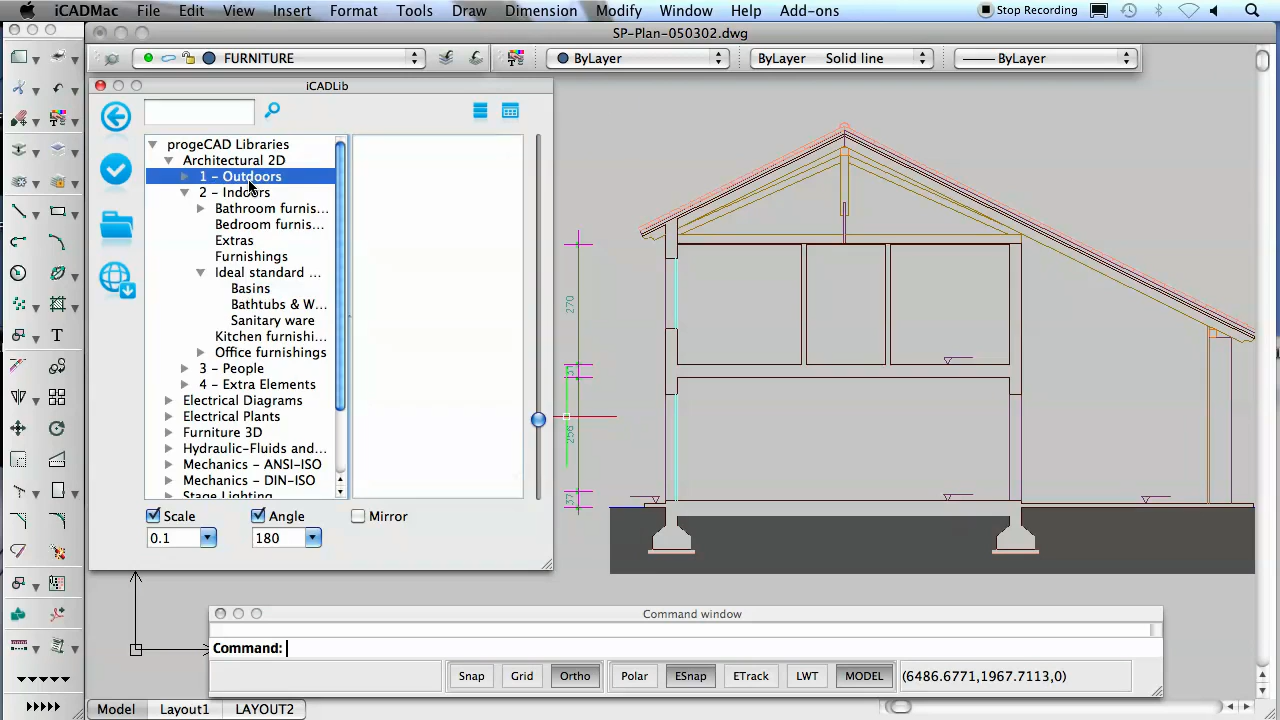 iCADMac File Edit View Insert Format Tools Draw Dimension Modify Window Help Add-ons Stop Recording
SP-Plan-050302.dwg
FURNITURE ByLayer ByLayer Solid line ByLayer
iCADLib
progeCAD Libraries
Architectural 2D
1 - Outdoors
2 - Indoors
Bathroom furnis...
Bedroom furnis...
Extras
Furnishings
Ideal standard ...
Basins
Bathtubs & W...
Sanitary ware
Kitchen furnishi...
Office furnishings
3 - People
4 - Extra Elements
Electrical Diagrams
Electrical Plants
Furniture 3D
Hydraulic-Fluids and...
Mechanics - ANSI-ISO
Mechanics - DIN-ISO
Stage Lighting
Scale Angle Mirror
0.1 180
270
31
256
37
Command window
Command:
Snap Grid Ortho Polar ESnap ETrack LWT MODEL (6486.6771,1967.7113,0)
Model Layout1 LAYOUT2